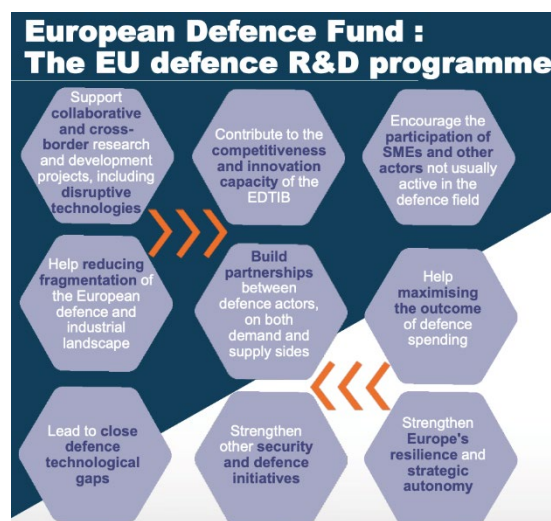 European Defence Fund :
The EU defence R&D programme
Support
collaborative
and cross-
border research
and development
projects, including
disruptive
technologies
Contribute to the
competitiveness
and innovation
capacity of the
EDTIB
Encourage the
participation of
SMEs and other
actors not usually
active in the
defence field
Help reducing
fragmentation of
the European
defence and
industrial
landscape
Build
partnerships
between
defence actors,
on both
demand and
supply sides
Help
maximising
the outcome
of defence
spending
Lead to close
defence
technological
gaps
Strengthen
other security
and defence
initiatives
Strengthen
Europe's
resilience and
strategic
autonomy